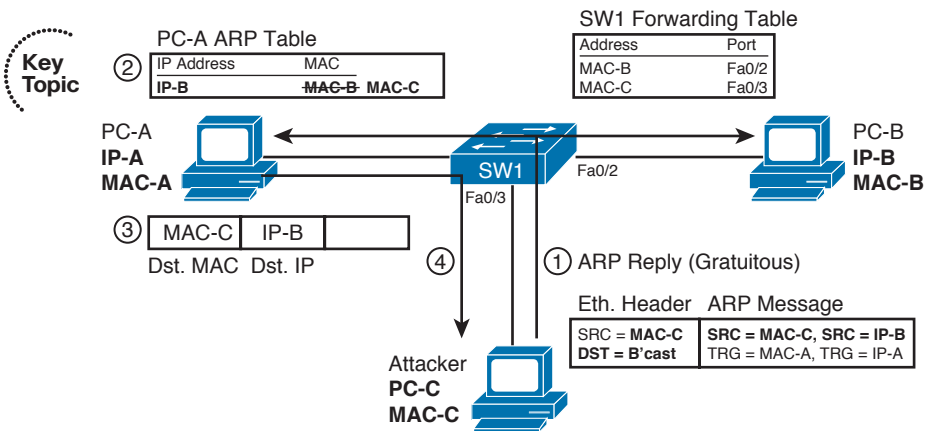 Key
Topic
PC-A ARP Table
② IP Address MAC
IP-B MAC-B MAC-C
SW1 Forwarding Table
Address Port
MAC-B Fa0/2
MAC-C Fa0/3
PC-A
IP-A
MAC-A
SW1
Fa0/2
Fa0/3
PC-B
IP-B
MAC-B
③ MAC-C IP-B
Dst. MAC Dst. IP
④
① ARP Reply (Gratuitous)
Eth. Header ARP Message
SRC = MAC-C SRC = MAC-C, SRC = IP-B
DST = B'cast TRG = MAC-A, TRG = IP-A
Attacker
PC-C
MAC-C